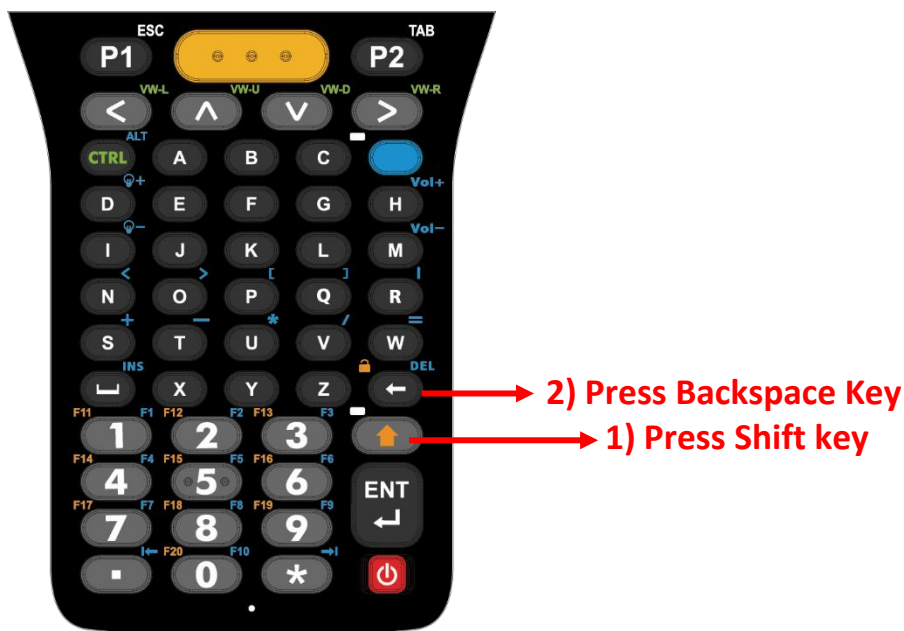 ESC TAB
P1 P2
VW-L VW-U VW-D VW-R
< ∧ ∨ >
ALT
CTRL A B C
+ Vol+
D E F G H
− Vol−
I J K L M
< > [ ] |
N O P Q R
+ − * / =
S T U V W
INS DEL
X Y Z ← 2) Press Backspace Key
F11 F1 F12 F2 F13 F3
1 2 3 1) Press Shift key
F14 F4 F15 F5 F16 F6
4 5 6 ENT
F17 F7 F18 F8 F19 F9
7 8 9
|← F20 F10 →|
. 0 *